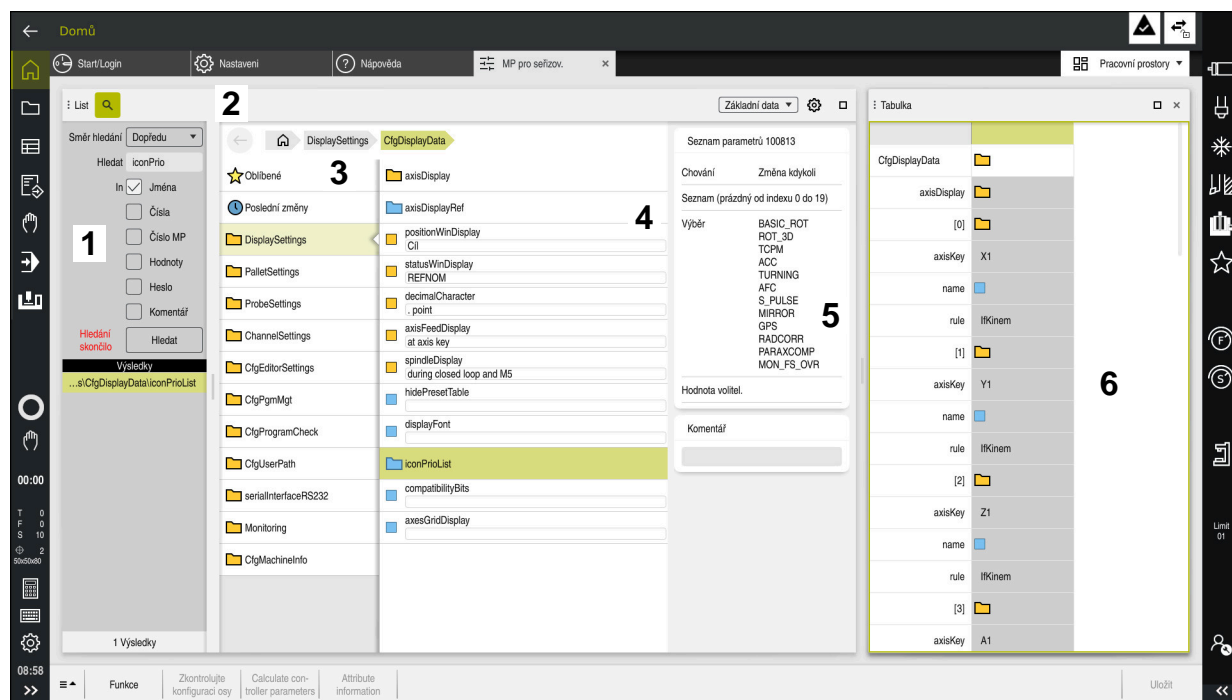 Domů
Start/Login
Nastavení
Nápověda
MP pro seřizov.
Pracovní prostory
List
2
Základní data
Tabulka
Směr hledání Dopředu
Hledat iconPrio
In Jména
Čísla
Číslo MP
Hodnoty
Heslo
Komentář
1
Hledání
skončilo
Hledat
Výsledky
...s\CfgDisplayData\iconPrioList
1 Výsledky
DisplaySettings
CfgDisplayData
3
Oblíbené
Poslední změny
DisplaySettings
PalletSettings
ProbeSettings
ChannelSettings
CfgEditorSettings
CfgPgmMgt
CfgProgramCheck
CfgUserPath
serialInterfaceRS232
Monitoring
CfgMachineInfo
axisDisplay
axisDisplayRef
4
positionWinDisplay
Cíl
statusWinDisplay
REFNOM
decimalCharacter
. point
axisFeedDisplay
at axis key
spindleDisplay
during closed loop and M5
hidePresetTable
displayFont
iconPrioList
compatibilityBits
axesGridDisplay
Seznam parametrů 100813
Chování Změna kdykoli
Seznam (prázdný od indexu 0 do 19)
Výběr BASIC_ROT
ROT_3D
TCPM
ACC
TURNING
AFC
S_PULSE
MIRROR
GPS
RADCORR
PARAXCOMP
MON_FS_OVR
5
Hodnota volitel.
Komentář
CfgDisplayData
axisDisplay
[0]
axisKey X1
name
rule IfKinem
[1]
axisKey Y1
name
rule IfKinem
[2]
axisKey Z1
name
rule IfKinem
[3]
axisKey A1
6
00:00
T 0
F 0
S 10
2
50x50x80
08:58
F
S
Limit
01
Funkce
Zkontrolujte
konfiguraci osy
Calculate con-
troller parameters
Attribute
information
Uložit